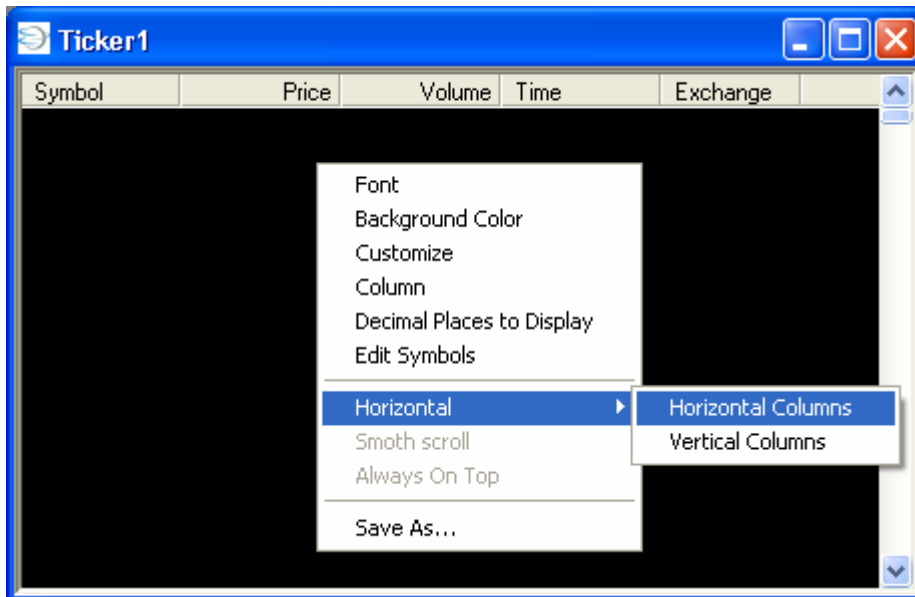 Ticker1
Symbol Price Volume Time Exchange
Font
Background Color
Customize
Column
Decimal Places to Display
Edit Symbols
Horizontal
Horizontal Columns
Vertical Columns
Smoth scroll
Always On Top
Save As...